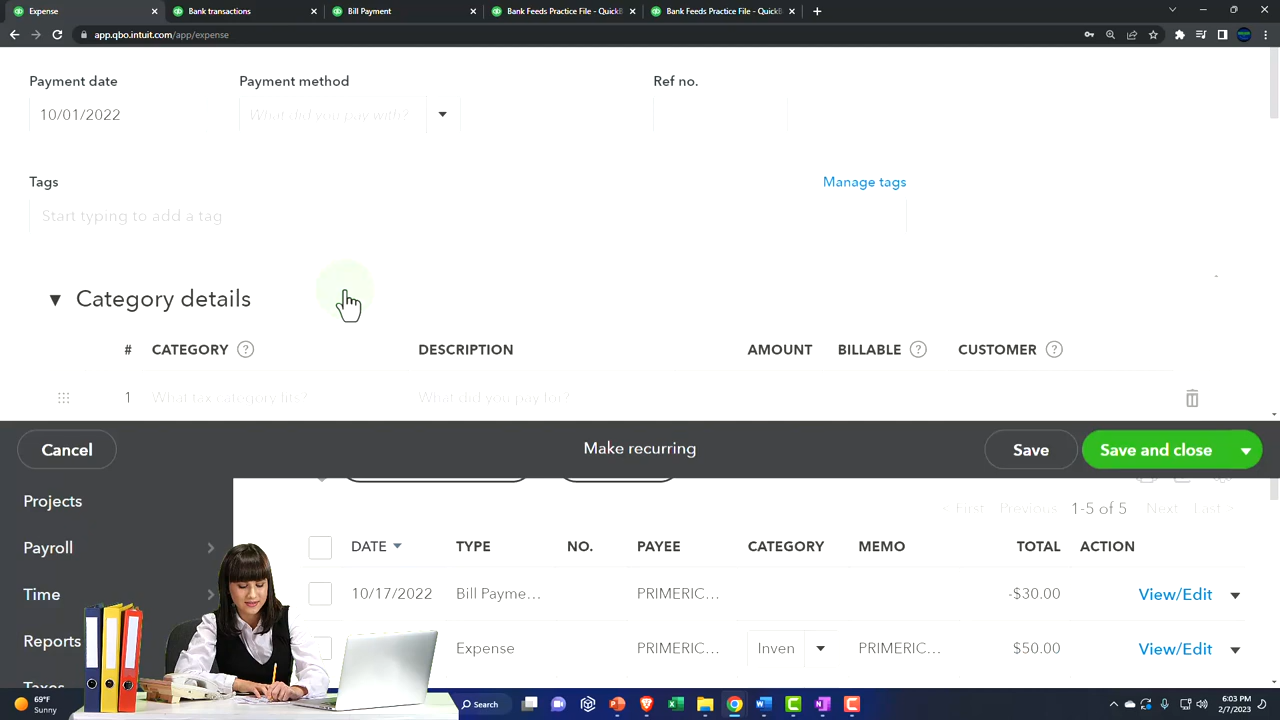 Expense
Bank transactions
Bill Payment
Bank Feeds Practice File - QuickB
Bank Feeds Practice File - QuickB
app.qbo.intuit.com/app/expense
Payment date
Payment method
Ref no.
10/01/2022
What did you pay with?
Tags
Manage tags
Start typing to add a tag
Category details
# CATEGORY DESCRIPTION AMOUNT BILLABLE CUSTOMER
1 What tax category fits? What did you pay for?
Cancel
Make recurring
Save
Save and close
Projects
< First Previous 1-5 of 5 Next Last >
Payroll
DATE TYPE NO. PAYEE CATEGORY MEMO TOTAL ACTION
Time
10/17/2022 Bill Payme... PRIMERIC... -$30.00 View/Edit
Reports
Expense PRIMERIC... Inven PRIMERIC... $50.00 View/Edit
69°F
Sunny
Search
6:03 PM
2/7/2023